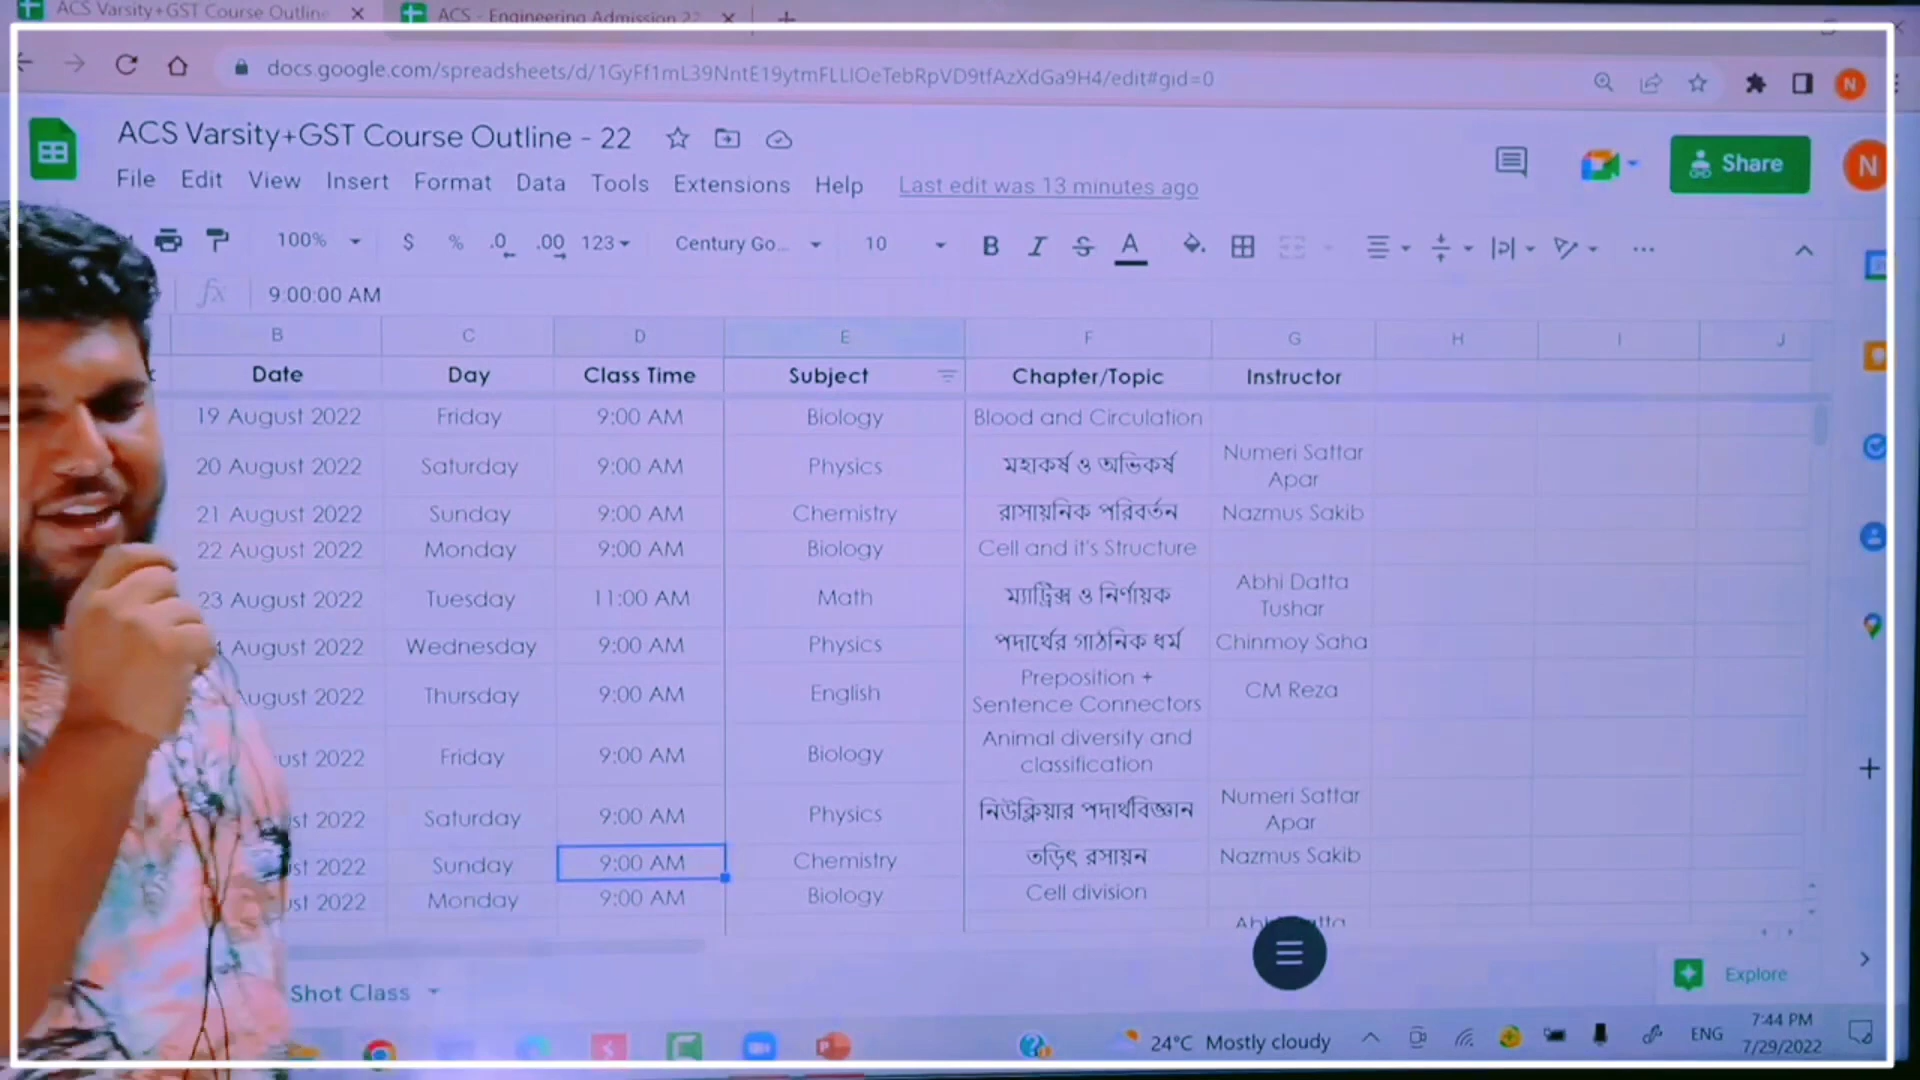 ACS Varsity+GST Course Outline
ACS - Engineering Admission 22
docs.google.com/spreadsheets/d/1GyFf1mL39NntE19ytmFLLIOeTebRpVD9tfAzXdGa9H4/edit#gid=0
N
ACS Varsity+GST Course Outline - 22
File Edit View Insert Format Data Tools Extensions Help Last edit was 13 minutes ago
Share
N
100% $ % .0 .00 123 Century Go... 10 B I S A
fx 9:00:00 AM
B C D E F G H I J
Date Day Class Time Subject Chapter/Topic Instructor
19 August 2022 Friday 9:00 AM Biology Blood and Circulation
20 August 2022 Saturday 9:00 AM Physics মহাকর্ষ ও অভিকর্ষ Numeri Sattar
Apar
21 August 2022 Sunday 9:00 AM Chemistry রাসায়নিক পরিবর্তন Nazmus Sakib
22 August 2022 Monday 9:00 AM Biology Cell and it's Structure
23 August 2022 Tuesday 11:00 AM Math ম্যাট্রিক্স ও নির্ণায়ক Abhi Datta
Tushar
4 August 2022 Wednesday 9:00 AM Physics পদার্থের গাঠনিক ধর্ম Chinmoy Saha
August 2022 Thursday 9:00 AM English Preposition +
Sentence Connectors CM Reza
ust 2022 Friday 9:00 AM Biology Animal diversity and
classification
st 2022 Saturday 9:00 AM Physics নিউক্লিয়ার পদার্থবিজ্ঞান Numeri Sattar
Apar
st 2022 Sunday 9:00 AM Chemistry তড়িৎ রসায়ন Nazmus Sakib
ust 2022 Monday 9:00 AM Biology Cell division
Shot Class
Explore
24°C Mostly cloudy ENG 7:44 PM
7/29/2022